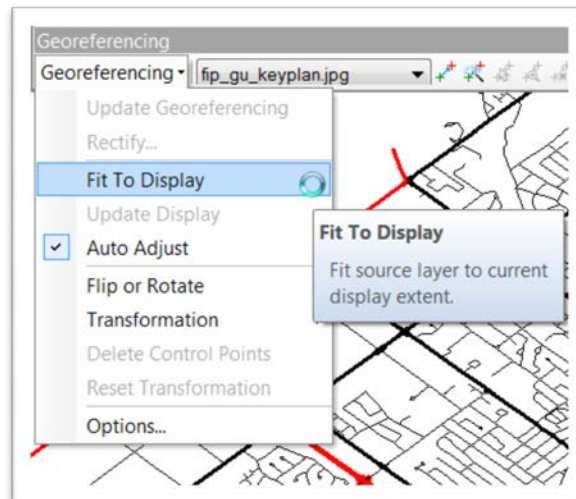 Georeferencing
Georeferencing fip_gu_keyplan.jpg
Update Georeferencing
Rectify...
Fit To Display
Update Display
Auto Adjust
Flip or Rotate
Transformation
Delete Control Points
Reset Transformation
Options...
Fit To Display
Fit source layer to current
display extent.